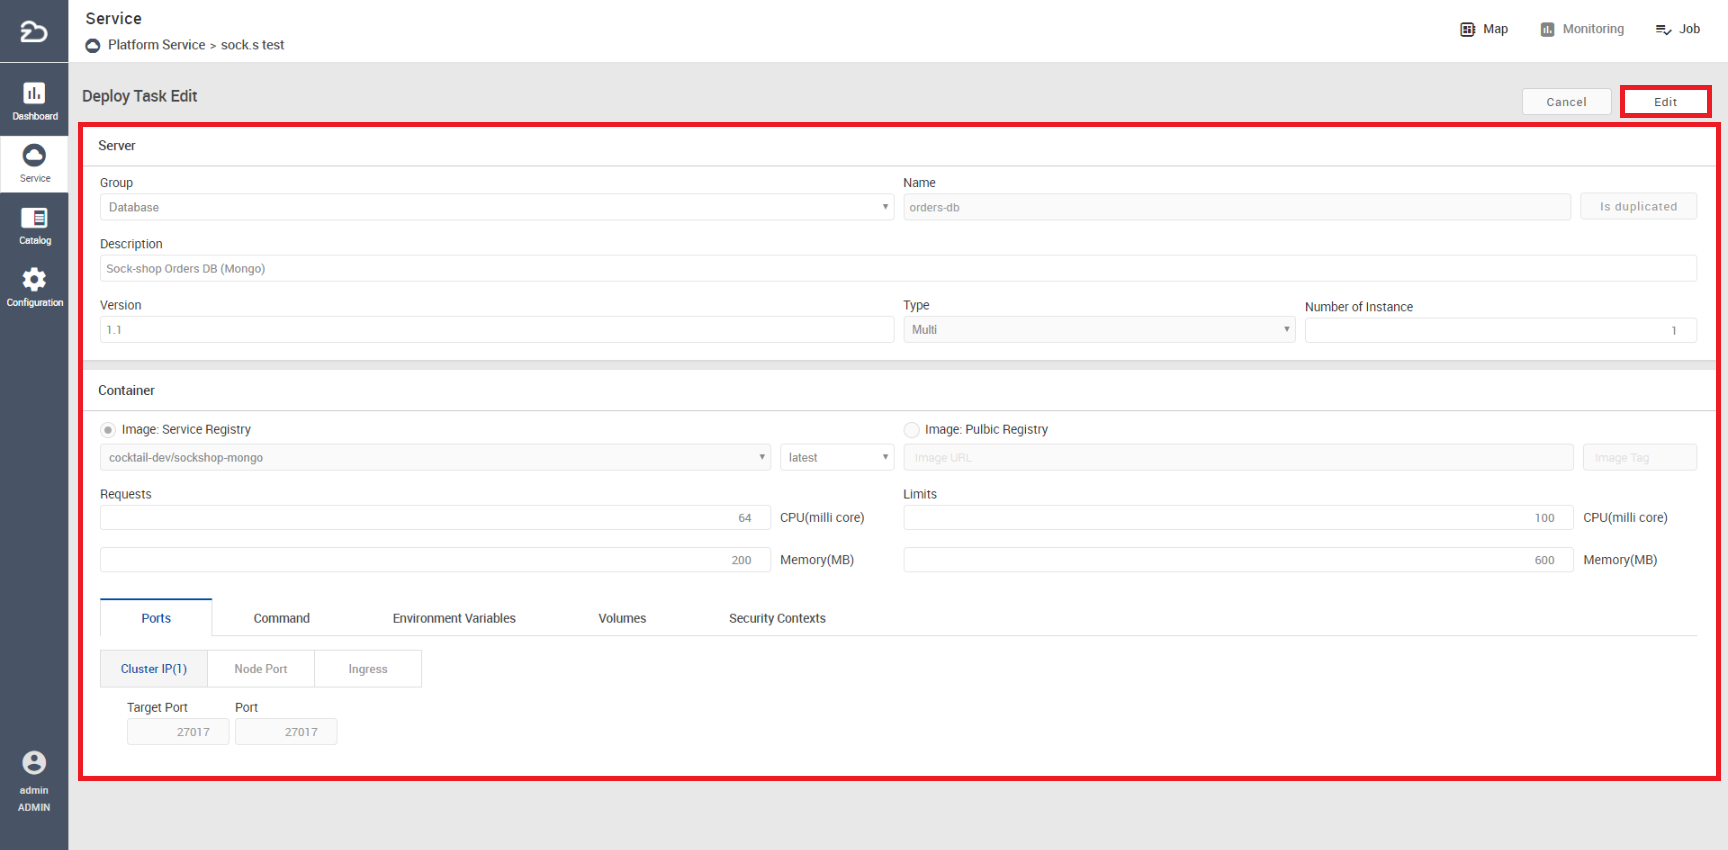 Service
Platform Service > sock.s test
Map
Monitoring
Job
Dashboard
Service
Catalog
Configuration
admin
ADMIN
Deploy Task Edit
Cancel
Edit
Server
Group
Name
Database
orders-db
Is duplicated
Description
Sock-shop Orders DB (Mongo)
Version
Type
Number of Instance
1.1
Multi
1
Container
Image: Service Registry
Image: Pulbic Registry
cocktail-dev/sockshop-mongo
latest
Image URL
Image Tag
Requests
Limits
64 CPU(milli core)
100 CPU(milli core)
200 Memory(MB)
600 Memory(MB)
Ports
Command
Environment Variables
Volumes
Security Contexts
Cluster IP(1)
Node Port
Ingress
Target Port
Port
27017
27017